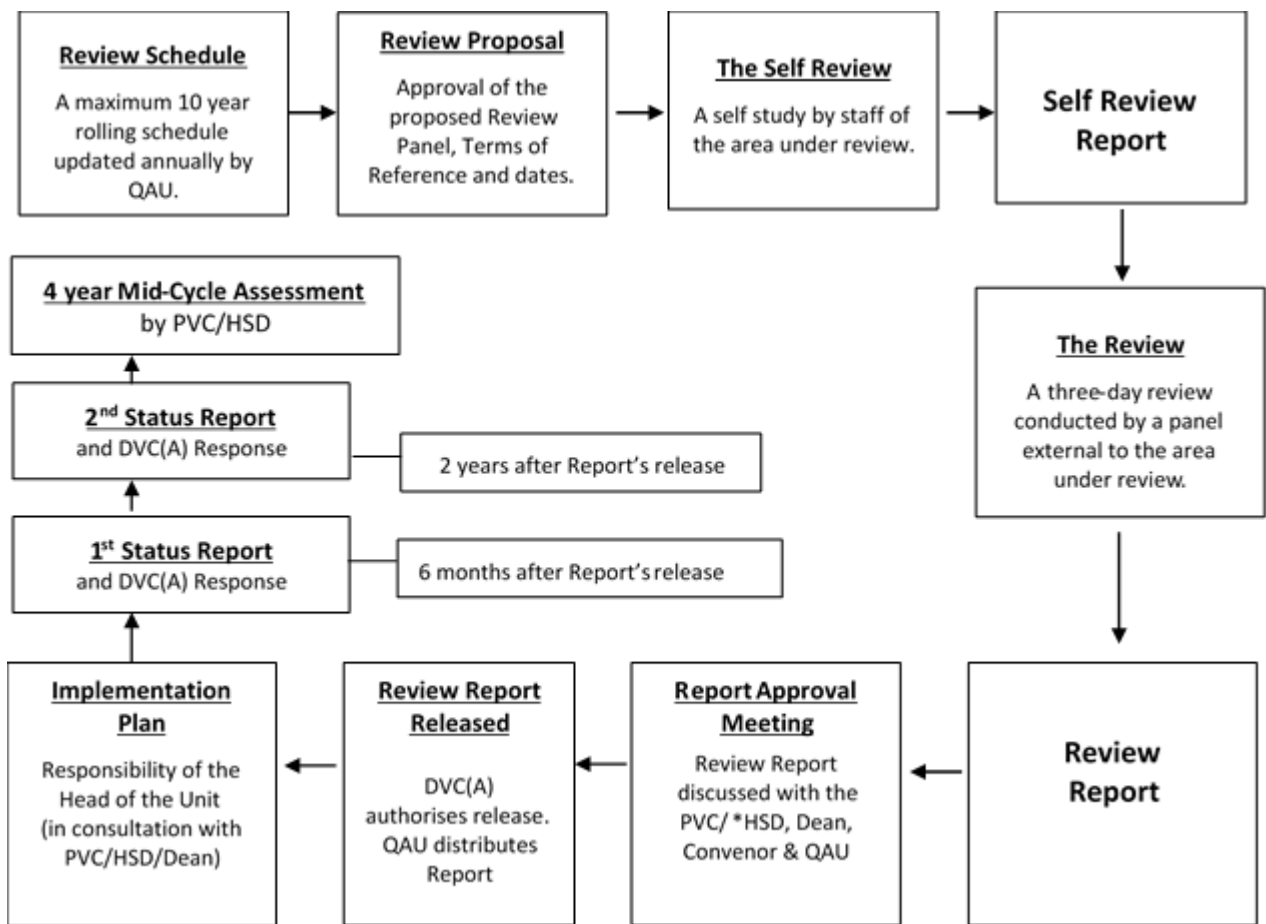 Review Schedule
A maximum 10 year
rolling schedule
updated annually by
QAU.
Review Proposal
Approval of the
proposed Review
Panel, Terms of
Reference and dates.
The Self Review
A self study by staff of
the area under review.
Self Review
Report
The Review
A three-day review
conducted by a panel
external to the area
under review.
Review
Report
Report Approval
Meeting
Review Report
discussed with the
PVC/ *HSD, Dean,
Convenor & QAU
Review Report
Released
DVC(A)
authorises release.
QAU distributes
Report
Implementation
Plan
Responsibility of the
Head of the Unit
(in consultation with
PVC/HSD/Dean)
1st Status Report
and DVC(A) Response
6 months after Report's release
2nd Status Report
and DVC(A) Response
2 years after Report's release
4 year Mid-Cycle Assessment
by PVC/HSD